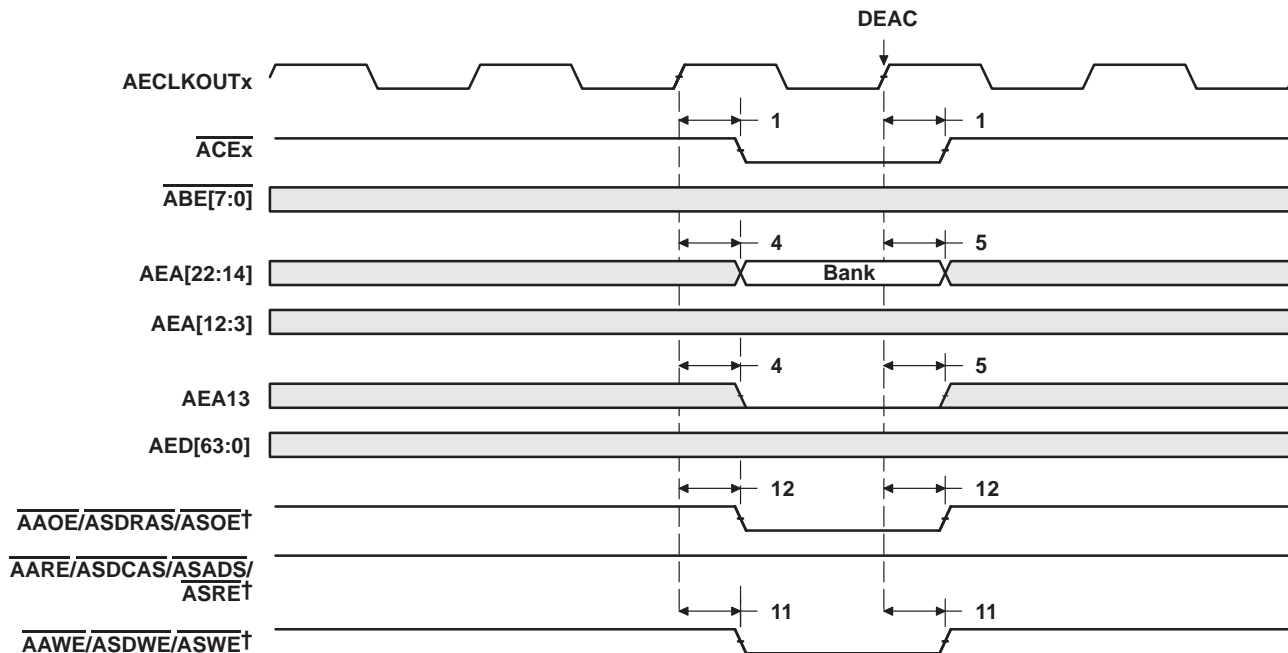 DEAC
AECLKOUTx
1 1
ACEx
ABE[7:0]
4 5
AEA[22:14] Bank
AEA[12:3]
4 5
AEA13
AED[63:0]
12 12
AAOE/ASDRAS/ASOE†
AARE/ASDCAS/ASADS/
ASRE†
11 11
AAWE/ASDWE/ASWE†